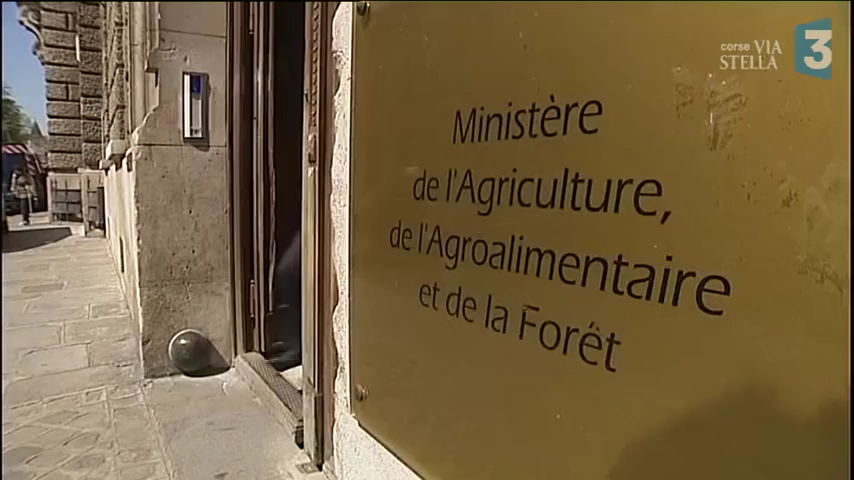 corse VIA
STELLA
3
Ministère
de l'Agriculture,
de l'Agroalimentaire
et de la Forêt